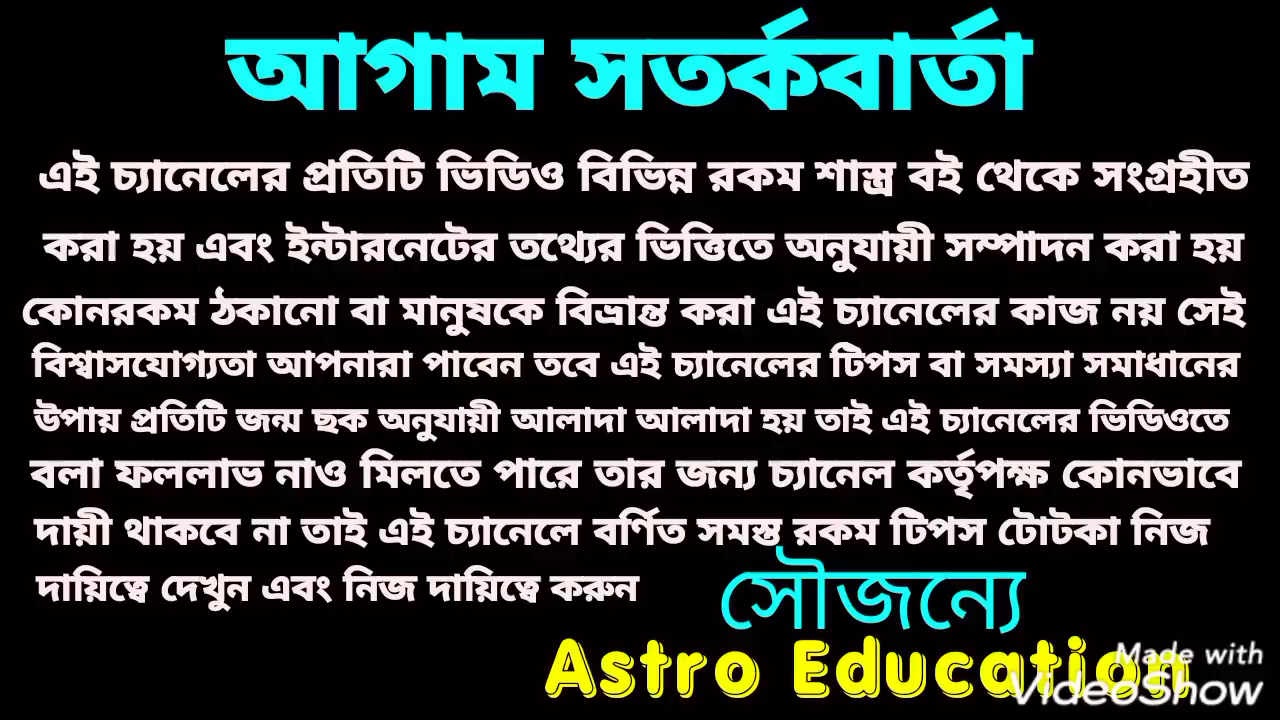 আগাম সতর্কবার্তা
এই চ্যানেলের প্রতিটি ভিডিও বিভিন্ন রকম শাস্ত্র বই থেকে সংগ্রহীত
করা হয় এবং ইন্টারনেটের তথ্যের ভিত্তিতে অনুযায়ী সম্পাদন করা হয়
কোনরকম ঠকানো বা মানুষকে বিভ্রান্ত করা এই চ্যানেলের কাজ নয় সেই
বিশ্বাসযোগ্যতা আপনারা পাবেন তবে এই চ্যানেলের টিপস বা সমস্যা সমাধানের
উপায় প্রতিটি জন্ম ছক অনুযায়ী আলাদা আলাদা হয় তাই এই চ্যানেলের ভিডিওতে
বলা ফললাভ নাও মিলতে পারে তার জন্য চ্যানেল কর্তৃপক্ষ কোনভাবে
দায়ী থাকবে না তাই এই চ্যানেলে বর্ণিত সমস্ত রকম টিপস টোটকা নিজ
দায়িত্বে দেখুন এবং নিজ দায়িত্বে করুন
সৌজন্যে
Astro Education
Made with
VideoShow